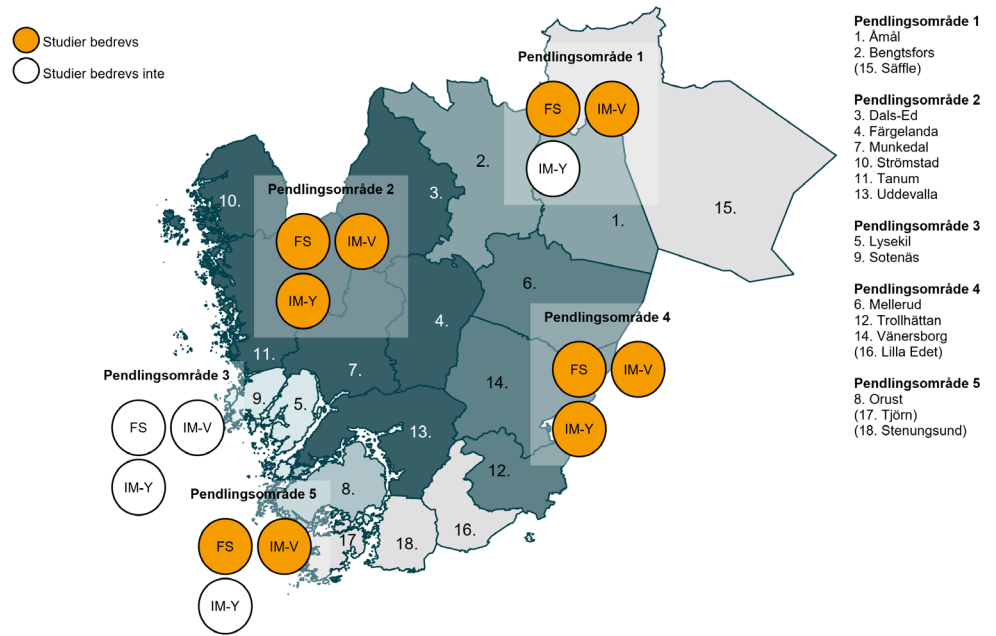 Studier bedrevs
Studier bedrevs inte
Pendlingsområde 1
FS
IM-V
IM-Y
Pendlingsområde 2
FS
IM-V
IM-Y
Pendlingsområde 3
FS
IM-V
IM-Y
Pendlingsområde 4
FS
IM-V
IM-Y
Pendlingsområde 5
FS
IM-V
IM-Y
10.
3.
2.
1.
15.
6.
4.
11.
7.
14.
9.
5.
13.
12.
8.
17
18.
16.
Pendlingsområde 1
1. Åmål
2. Bengtsfors
(15. Säffle)
Pendlingsområde 2
3. Dals-Ed
4. Färgelanda
7. Munkedal
10. Strömstad
11. Tanum
13. Uddevalla
Pendlingsområde 3
5. Lysekil
9. Sotenäs
Pendlingsområde 4
6. Mellerud
12. Trollhättan
14. Vänersborg
(16. Lilla Edet)
Pendlingsområde 5
8. Orust
(17. Tjörn)
(18. Stenungsund)